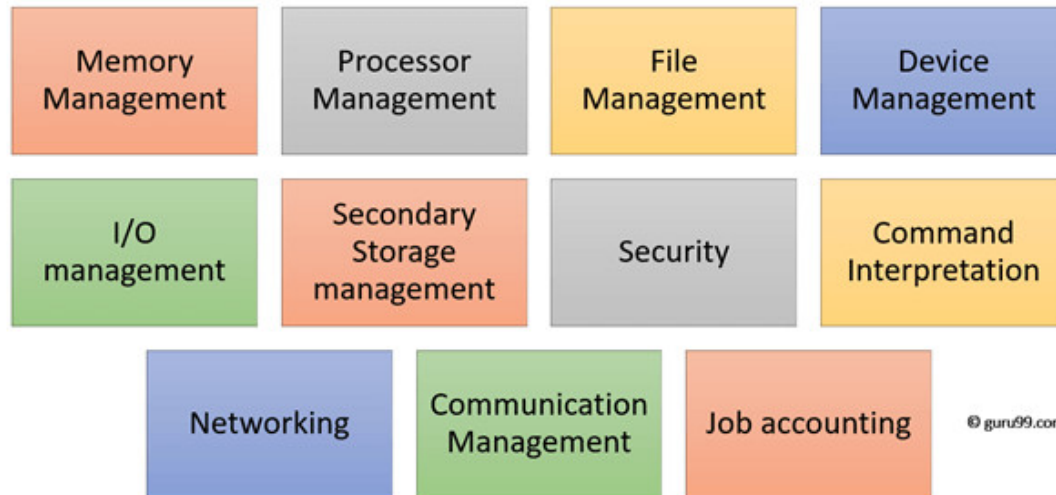 Memory
Management
Processor
Management
File
Management
Device
Management
I/O
management
Secondary
Storage
management
Security
Command
Interpretation
Networking
Communication
Management
Job accounting
© guru99.com